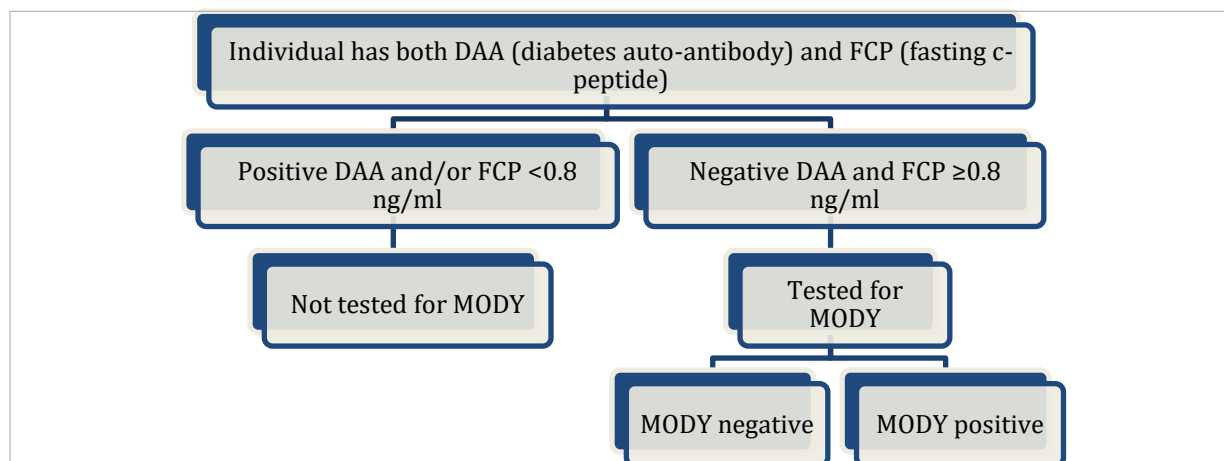 Individual has both DAA (diabetes auto-antibody) and FCP (fasting c-
peptide)
Positive DAA and/or FCP <0.8
ng/ml
Negative DAA and FCP ≥0.8
ng/ml
Not tested for MODY
Tested for
MODY
MODY negative
MODY positive